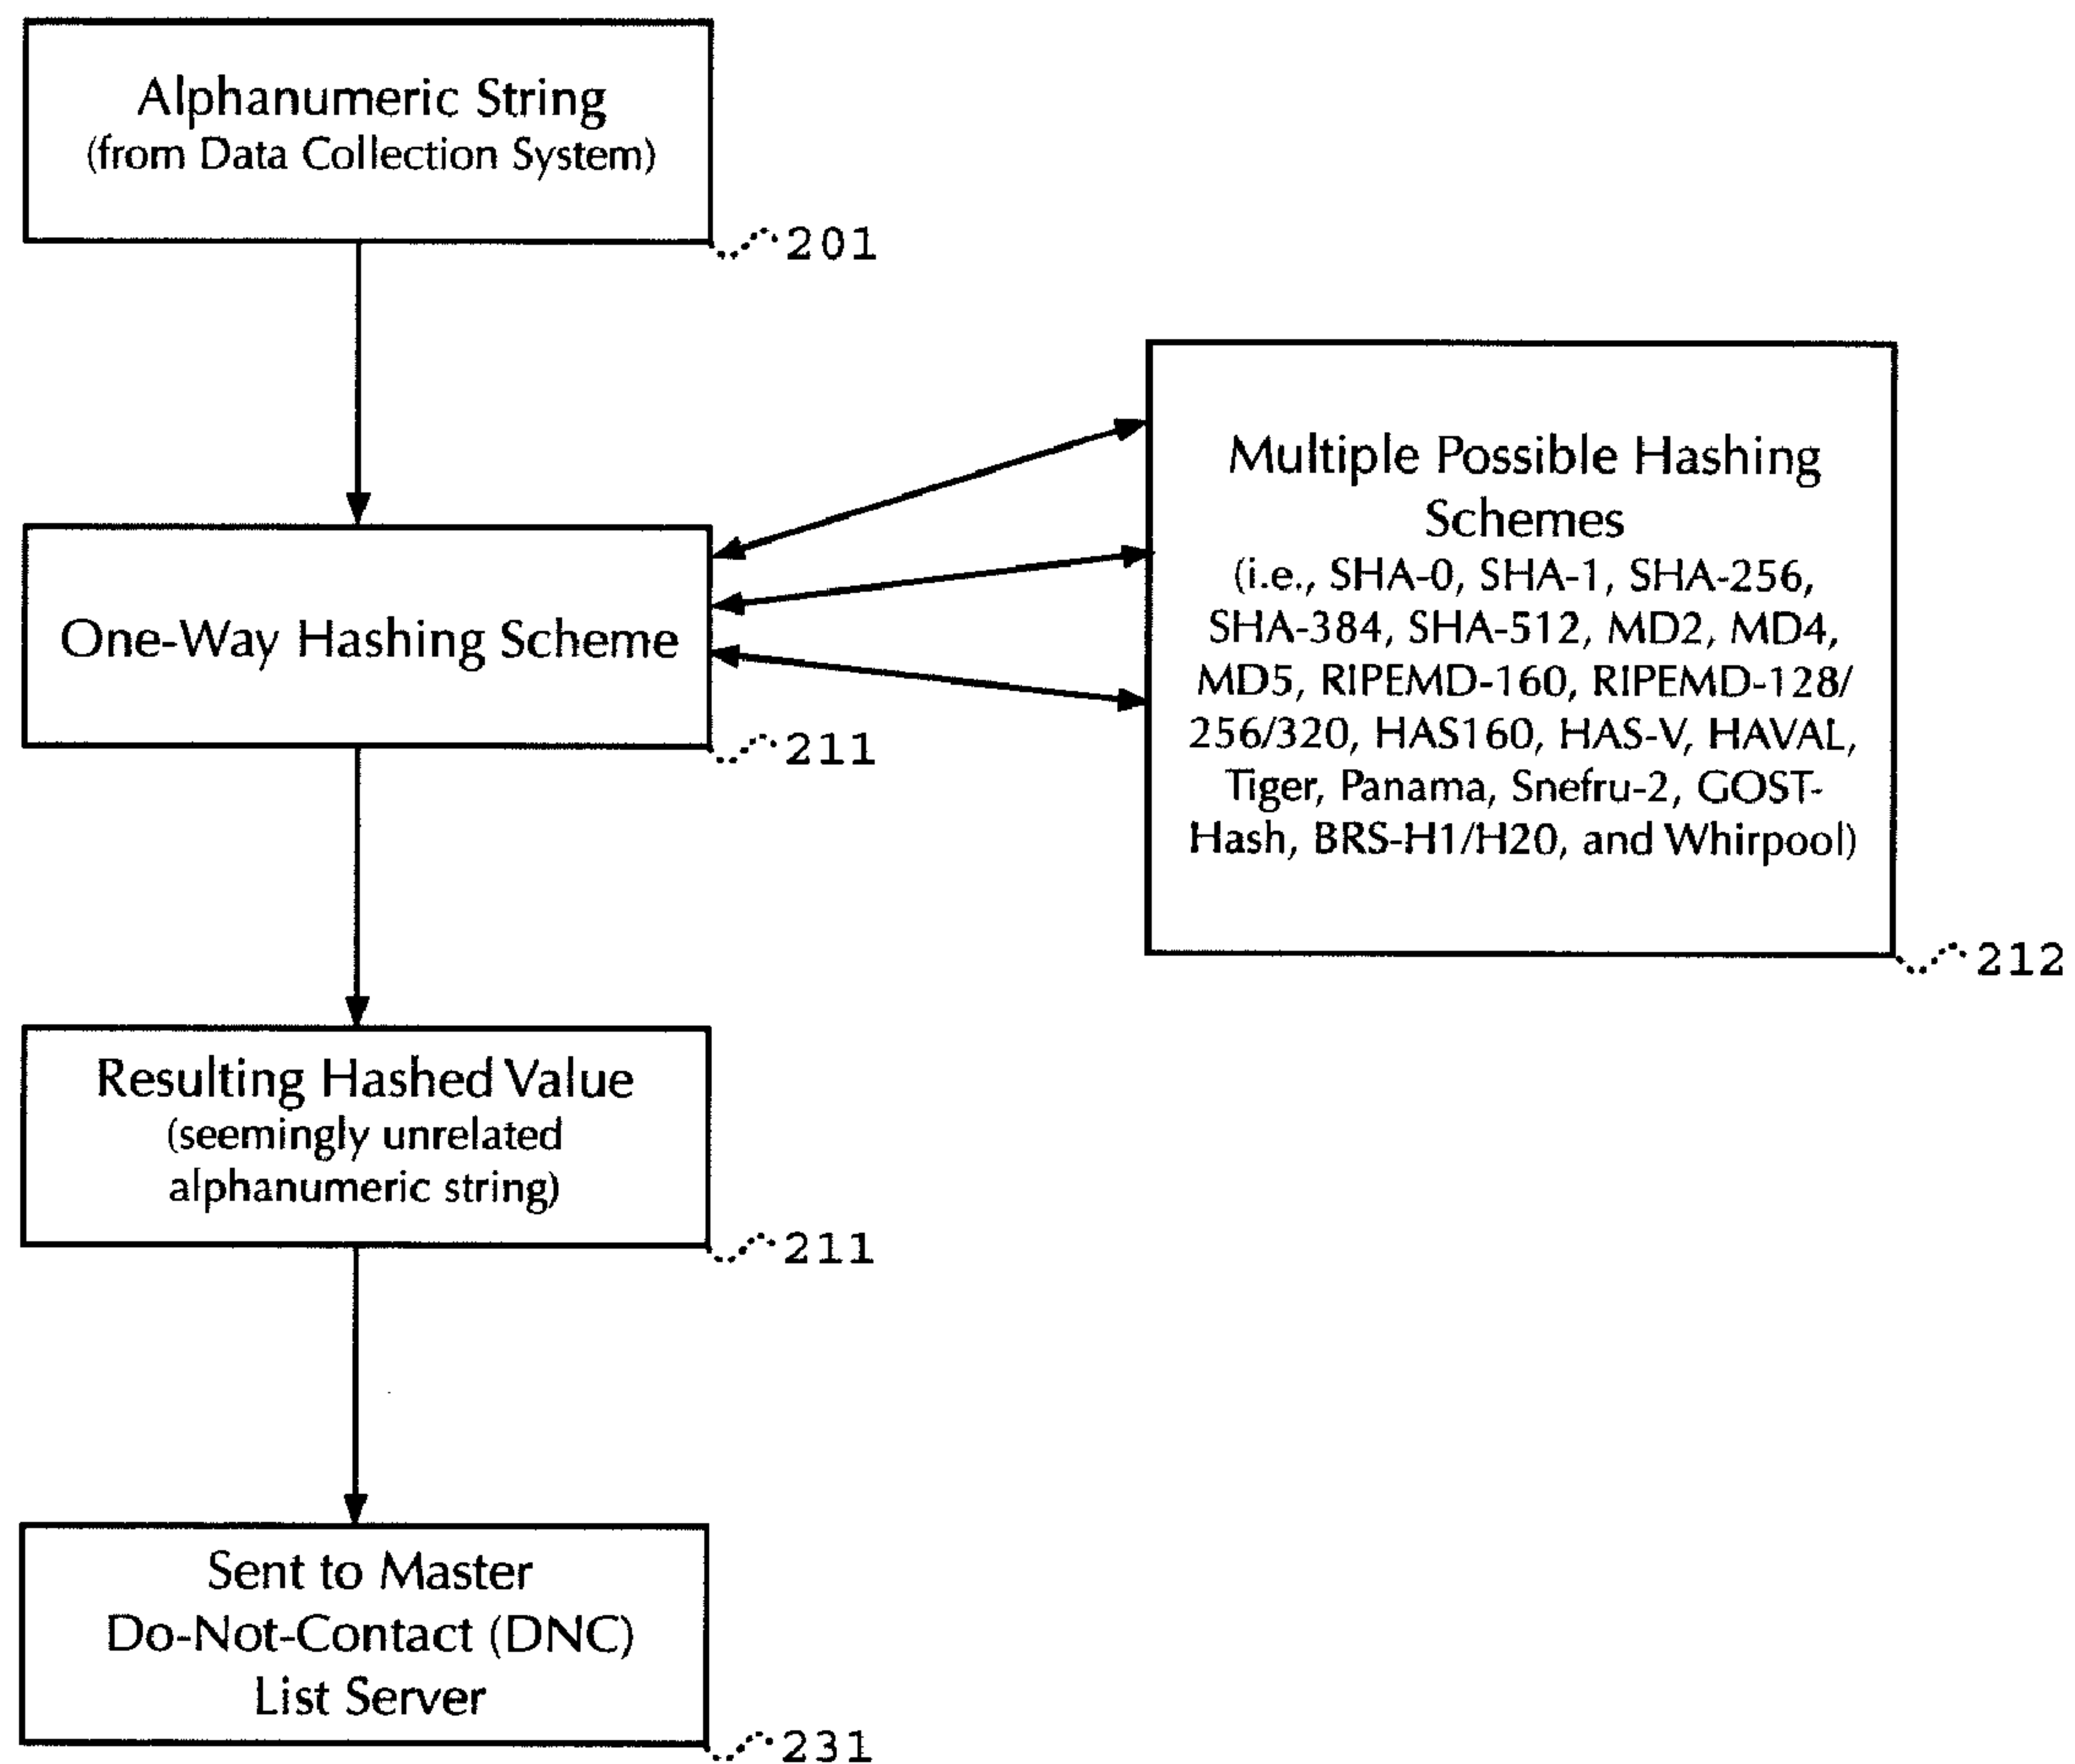 Alphanumeric String
(from Data Collection System)
201
One-Way Hashing Scheme
211
Multiple Possible Hashing
Schemes
(i.e., SHA-0, SHA-1, SHA-256,
SHA-384, SHA-512, MD2, MD4,
MD5, RIPEMD-160, RIPEMD-128/
256/320, HAS160, HAS-V, HAVAL,
Tiger, Panama, Snefru-2, GOST-
Hash, BRS-H1/H20, and Whirpool)
212
Resulting Hashed Value
(seemingly unrelated
alphanumeric string)
211
Sent to Master
Do-Not-Contact (DNC)
List Server
231